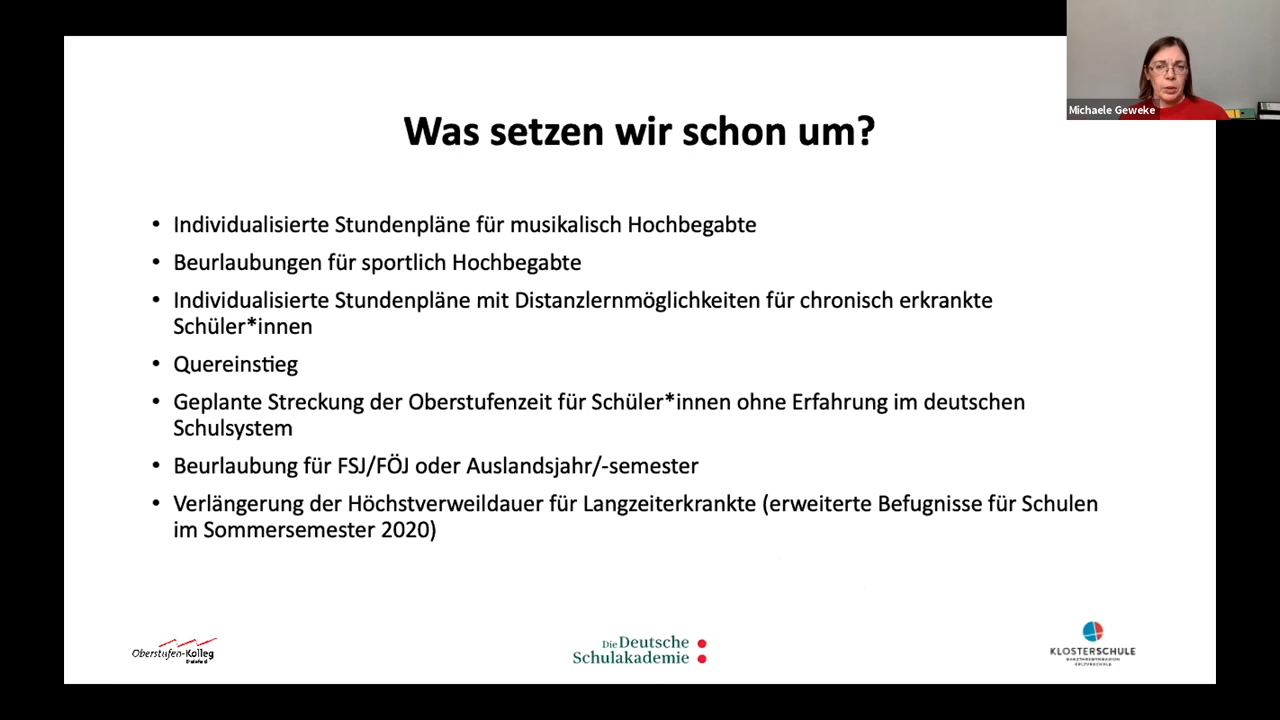 Michaele Geweke
Was setzen wir schon um?
• Individualisierte Stundenpläne für musikalisch Hochbegabte
• Beurlaubungen für sportlich Hochbegabte
• Individualisierte Stundenpläne mit Distanzlernmöglichkeiten für chronisch erkrankte
Schüler*innen
• Quereinstieg
• Geplante Streckung der Oberstufenzeit für Schüler*innen ohne Erfahrung im deutschen
Schulsystem
• Beurlaubung für FSJ/FÖJ oder Auslandsjahr/-semester
• Verlängerung der Höchstverweildauer für Langzeiterkrankte (erweiterte Befugnisse für Schulen
im Sommersemester 2020)
Oberstufen-Kolleg
Bielefeld
Die Deutsche
Schulakademie
KLOSTERSCHULE
GANZTAGSGYMNASIUM
KULTURSCHULE